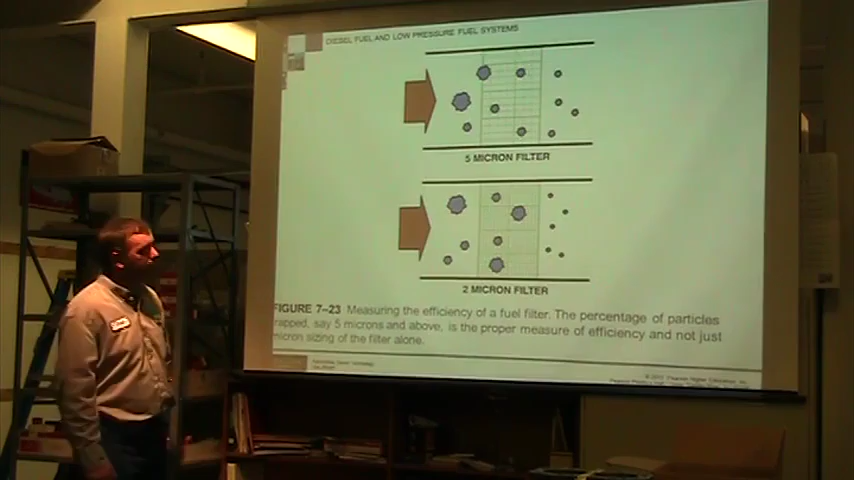 DIESEL FUEL AND LOW PRESSURE FUEL SYSTEMS
5 MICRON FILTER
2 MICRON FILTER
FIGURE 7–23 Measuring the efficiency of a fuel filter. The percentage of particles
rapped, say 5 microns and above, is the proper measure of efficiency and not just
micron sizing of the filter alone.